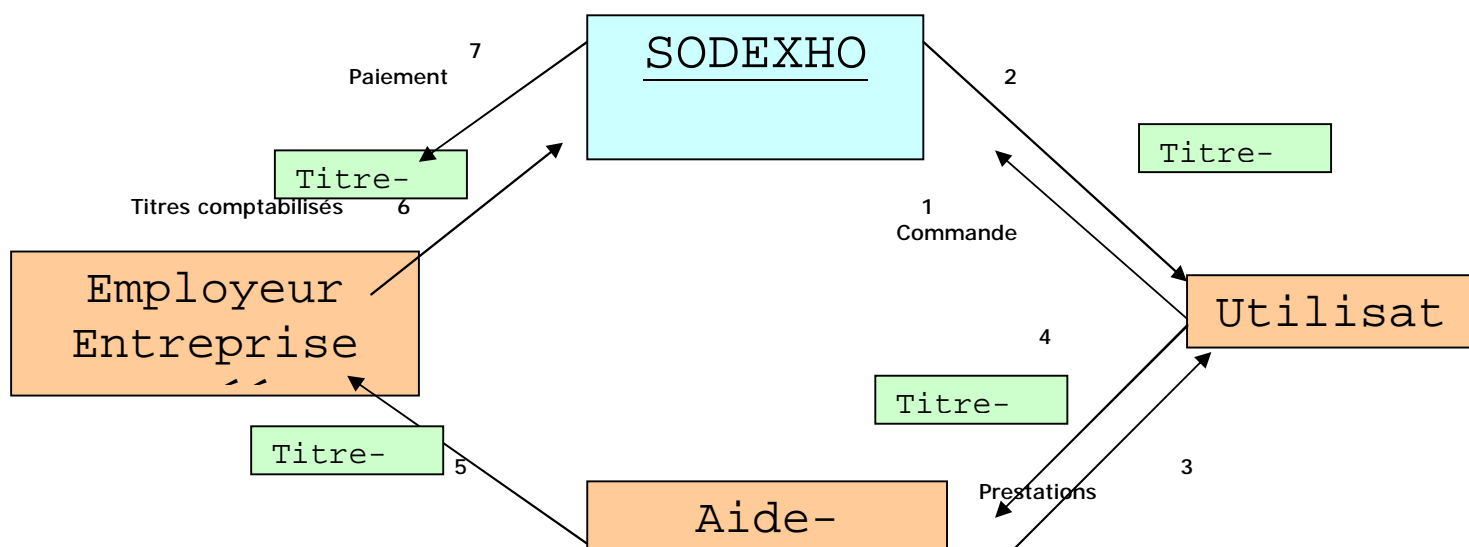 7
SODEXHO
Paiement
2
Titre-
Titre-
Titres comptabilisés 6
1
Commande
Employeur
Entreprise
Utilisat
4
Titre-
Titre-
5
3
Prestations
Aide-